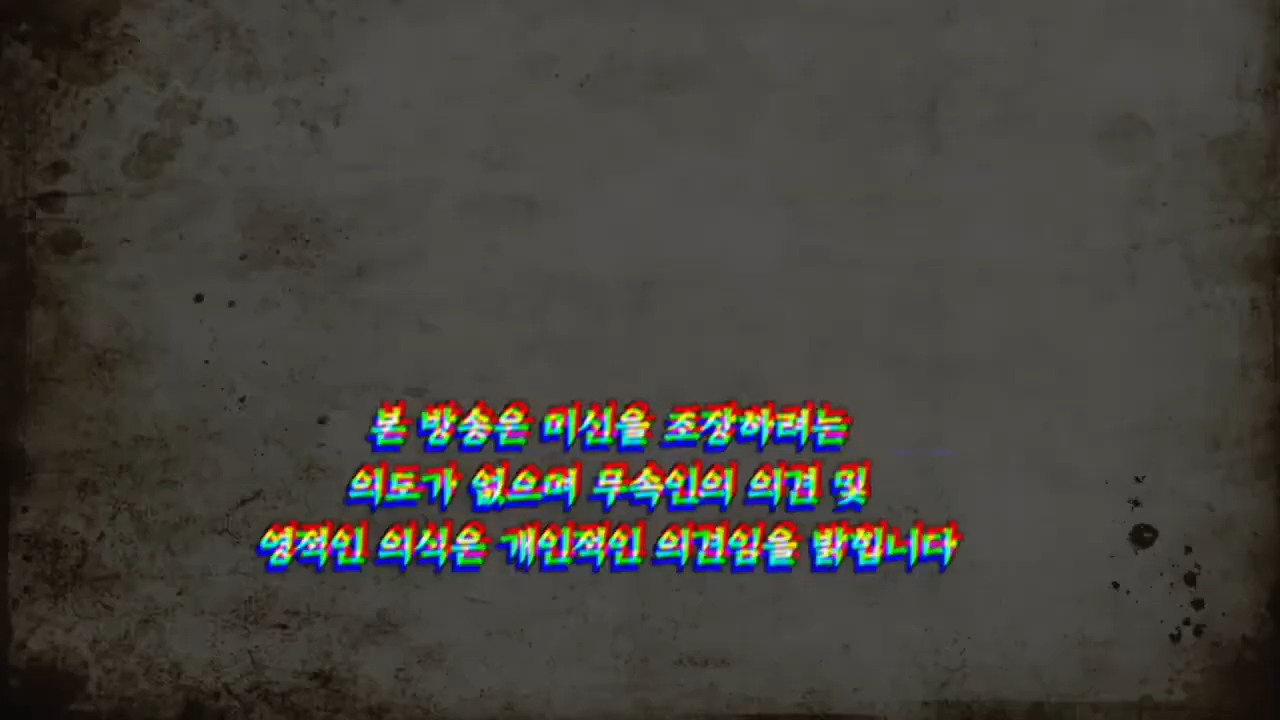 본 방송은 미신을 조장하려는
의도가 없으며 무속인의 의견 및
영적인 의식은 개인적인 의견임을 밝힙니다